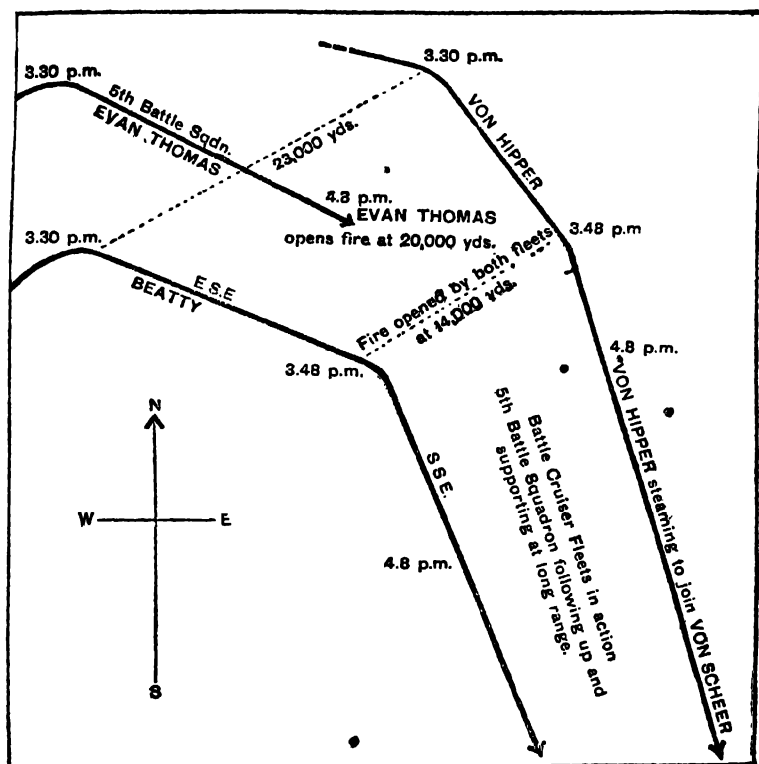 3.30 p.m.
3.30 p.m.
5th Battle Sqdn.
EVAN THOMAS
VON HIPPER
23,000 yds.
4.8 p.m.
EVAN THOMAS
opens fire at 20,000 yds.
3.48 p.m
3.30 p.m.
E.S.E
BEATTY
Fire opened by both fleets
at 14,000 yds.
3.48 p.m.
4.8 p.m.
VON HIPPER steaming to join VON SCHEER
Battle Cruiser Fleets in action
5th Battle Squadron following up and
supporting at long range.
S.S.E.
4.8 p.m.
N
W
E
S